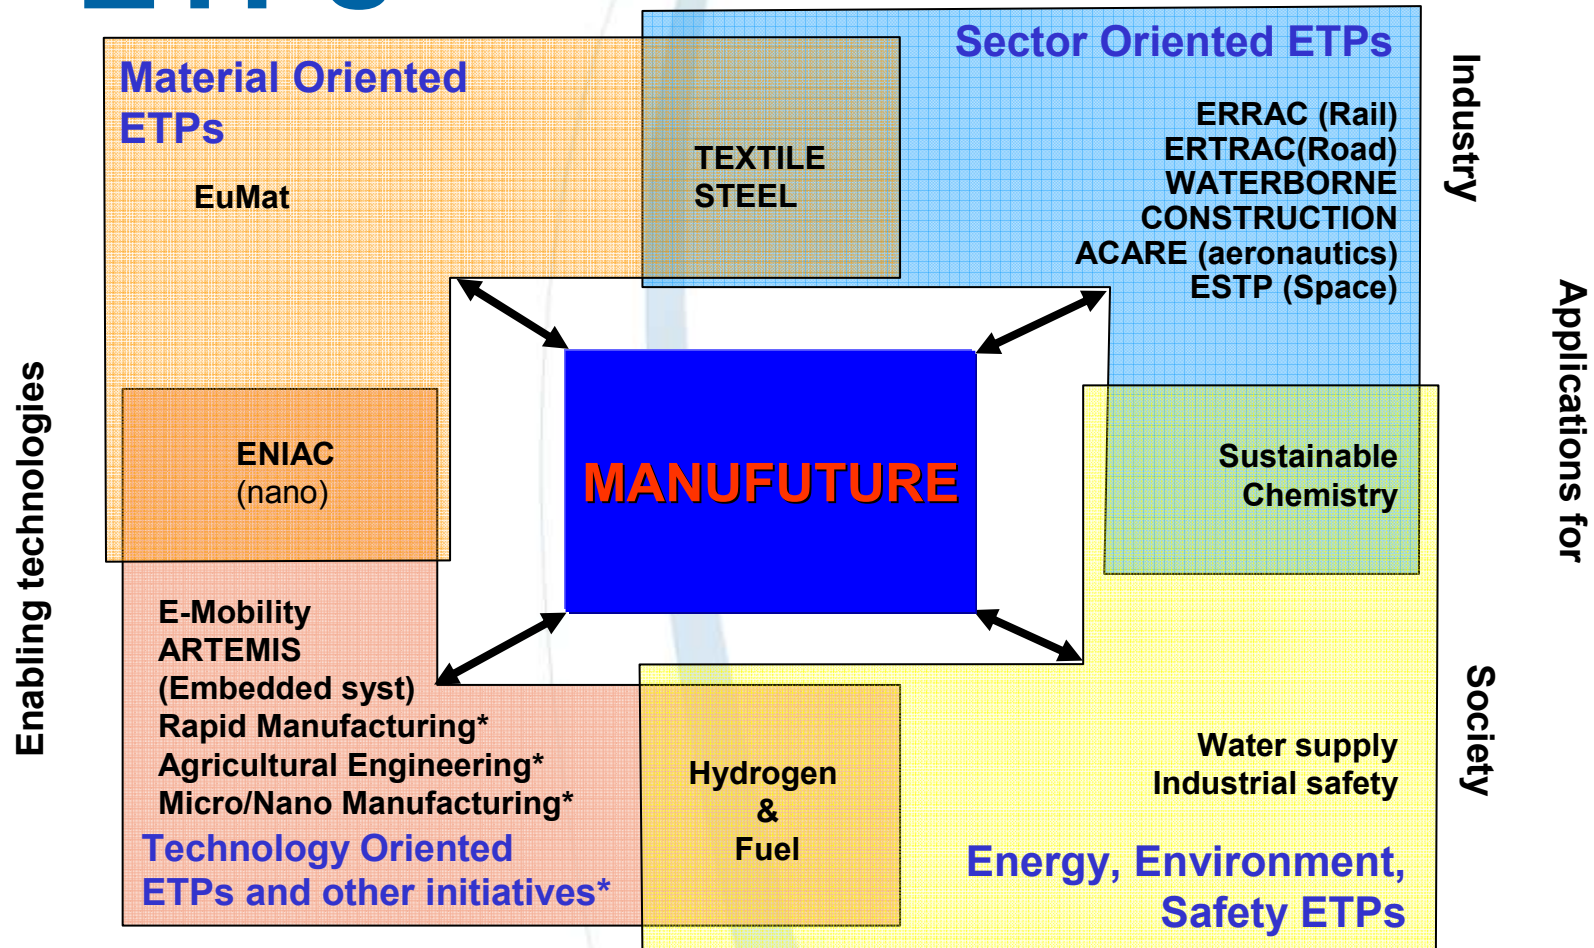 ETPs
Material Oriented
ETPs
EuMat
TEXTILE
STEEL
Sector Oriented ETPs
ERRAC (Rail)
ERTRAC(Road)
WATERBORNE
CONSTRUCTION
ACARE (aeronautics)
ESTP (Space)
Industry
Applications for
Society
Enabling technologies
ENIAC
(nano)
MANUFUTURE
Sustainable
Chemistry
E-Mobility
ARTEMIS
(Embedded syst)
Rapid Manufacturing*
Agricultural Engineering*
Micro/Nano Manufacturing*
Technology Oriented
ETPs and other initiatives*
Hydrogen
&
Fuel
Water supply
Industrial safety
Energy, Environment,
Safety ETPs